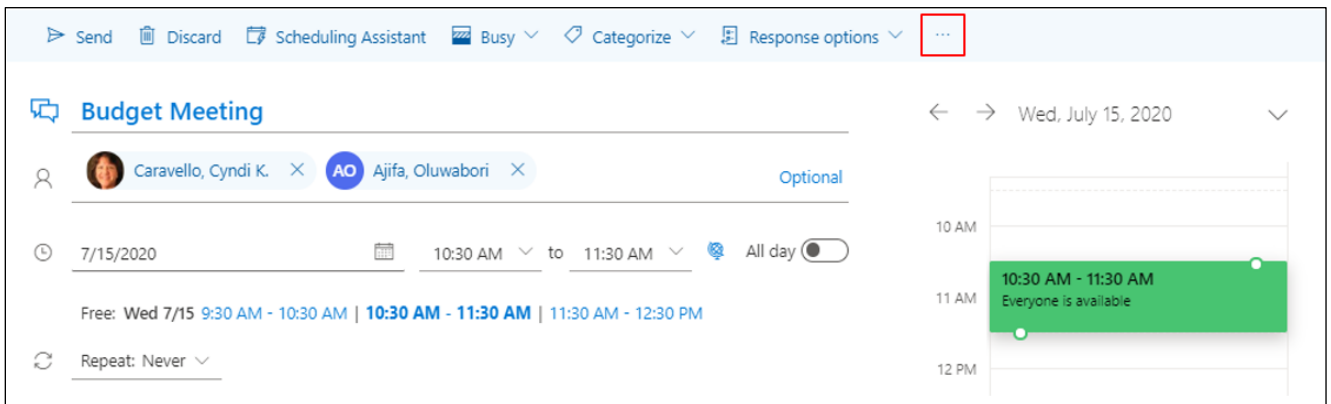 Send Discard Scheduling Assistant Busy Categorize Response options ...
Budget Meeting
Wed, July 15, 2020
Caravello, Cyndi K. AO Ajifa, Oluwabori
Optional
7/15/2020 10:30 AM to 11:30 AM All day
Free: Wed 7/15 9:30 AM - 10:30 AM | 10:30 AM - 11:30 AM | 11:30 AM - 12:30 PM
Repeat: Never
10 AM
10:30 AM - 11:30 AM
11 AM Everyone is available
12 PM